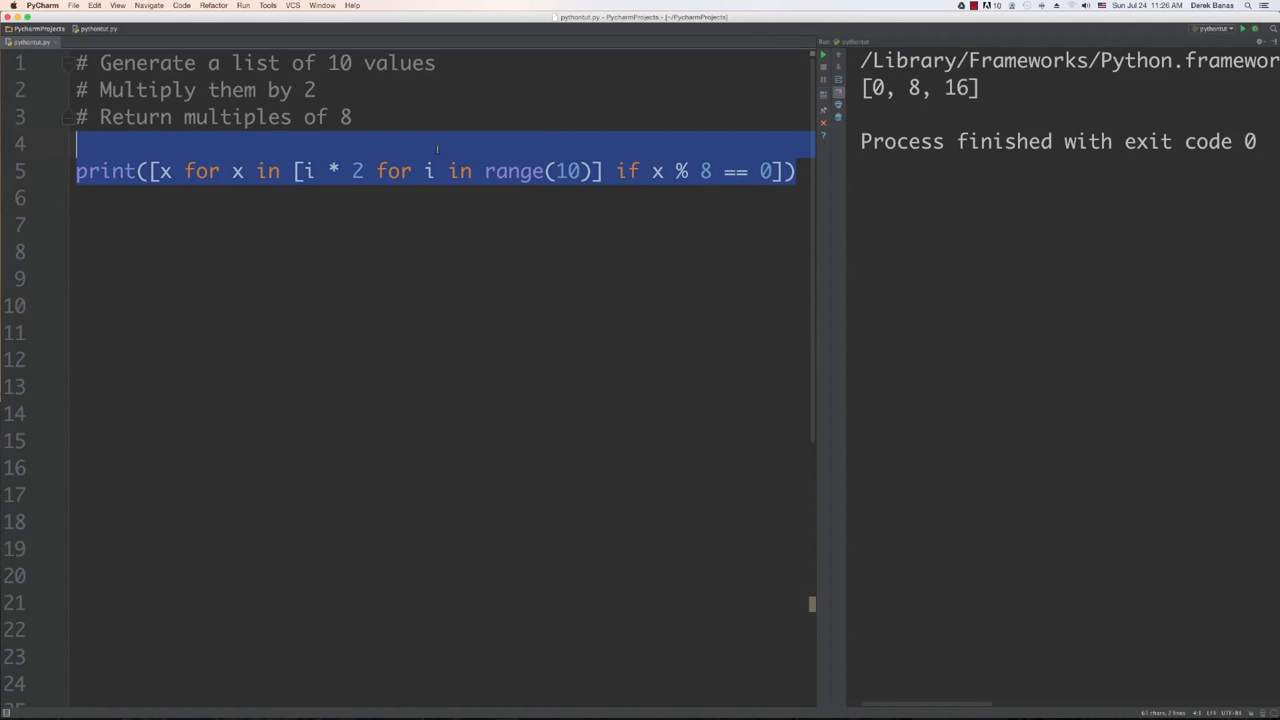 PyCharm File Edit View Navigate Code Refactor Run Tools VCS Window Help
10 Sun Jul 24 11:26 AM Derek Banas
pythontut.py - PycharmProjects - [~/PycharmProjects]
PycharmProjects pythontut.py
pythontut
pythontut.py
Run: pythontut
1 # Generate a list of 10 values
2 # Multiply them by 2
3 # Return multiples of 8
4
5 print([x for x in [i * 2 for i in range(10)] if x % 8 == 0])
6
7
8
9
10
11
12
13
14
15
16
17
18
19
20
21
22
23
24
/Library/Frameworks/Python.framewor
[0, 8, 16]
Process finished with exit code 0
63 chars, 2 lines 4:1 LF÷ UTF-8÷